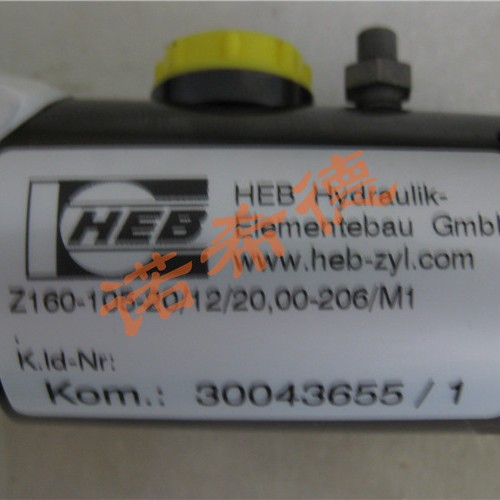 HEB
HEB Hydraulik-
Elementebau GmbH
www.heb-zyl.com
Z160-105-20/12/20,00-206/M1
.
K.Id-Nr:
Kom.: 30043655 / 1
诺斯德